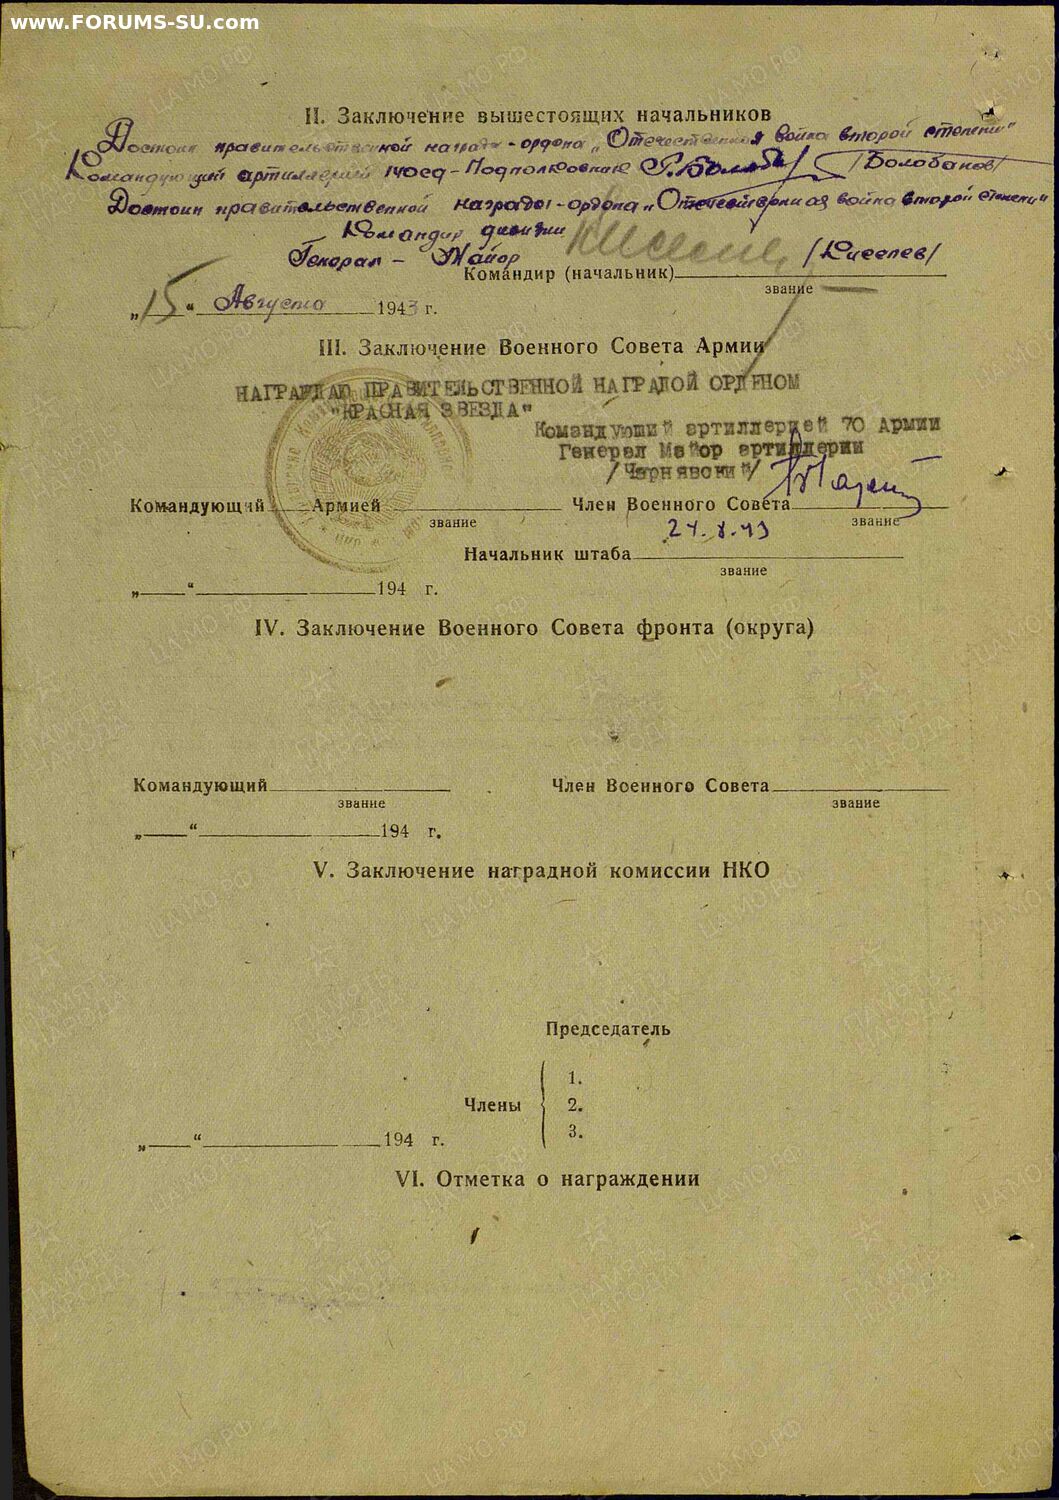 www.FORUMS-SU.com
II. Заключение вышестоящих начальников
Достоин правительственной награды - ордена „Отечественная война второй степени"
Командующий артиллерией 140сд - Подполковник /Болобанов/
Достоин правительственной награды - ордена „Отечественная война второй степени"
Командир дивизии
Генерал - Майор /Киселев/
Командир (начальник)
звание
„15“ Августа 1943 г.
III. Заключение Военного Совета Армии
НАГРАЖДАЮ ПРАВИТЕЛЬСТВЕННОЙ НАГРАДОЙ ОРДЕНОМ
"КРАСНАЯ ЗВЕЗДА"
Командующий артиллерией 70 Армии
Генерал Майор артиллерии
/Чернявский/
Командующий Армией Член Военного Совета
звание звание
24.8.43
Начальник штаба
звание
„ “ 194 г.
IV. Заключение Военного Совета фронта (округа)
Командующий Член Военного Совета
звание звание
„ “ 194 г.
V. Заключение наградной комиссии НКО
Председатель
1.
Члены 2.
3.
„ “ 194 г.
VI. Отметка о награждении
ПАМЯТЬ НАРОДА
ЦАМО.РФ